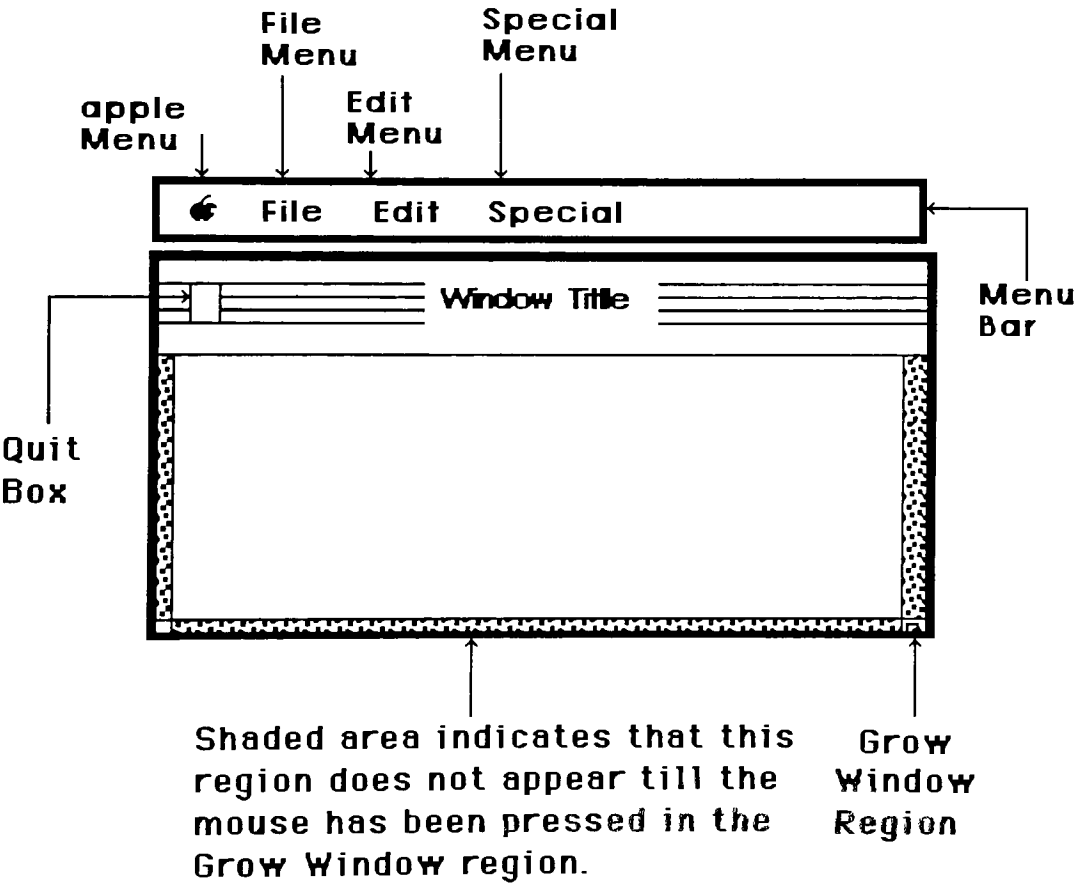 File
Menu
Special
Menu
apple
Menu
Edit
Menu
File Edit Special
Window Title
Menu
Bar
Quit
Box
Shaded area indicates that this
region does not appear till the
mouse has been pressed in the
Grow Window region.
Grow
Window
Region